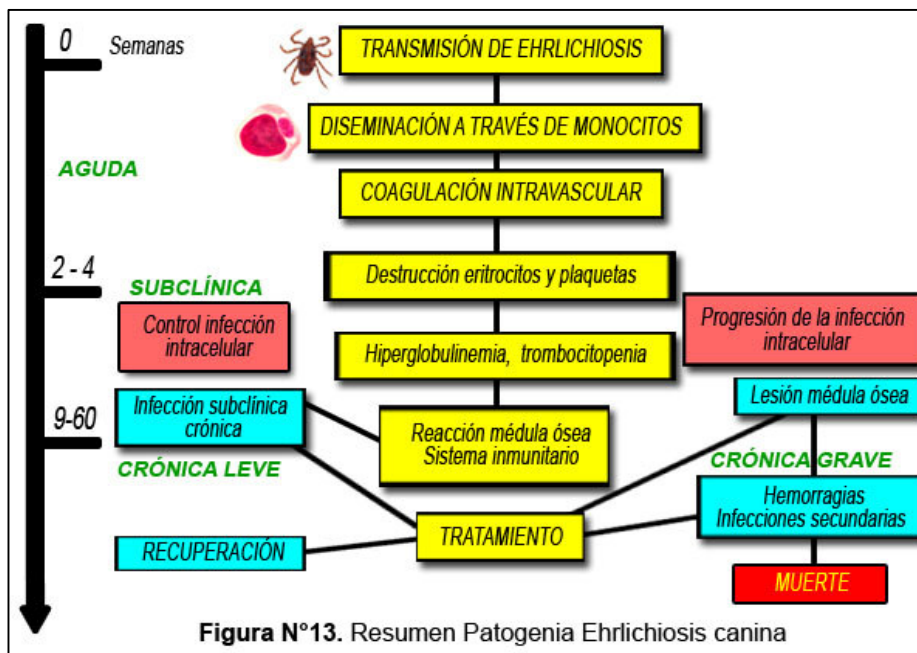 0 Semanas
TRANSMISIÓN DE EHRLICHIOSIS
DISEMINACIÓN A TRAVÉS DE MONOCITOS
AGUDA
COAGULACIÓN INTRAVASCULAR
2 - 4
SUBCLÍNICA
Destrucción eritrocitos y plaquetas
Control infección
intracelular
Hiperglobulinemia, trombocitopenia
Progresión de la infección
intracelular
9-60
Infección subclínica
crónica
Reacción médula ósea
Sistema inmunitario
Lesión médula ósea
CRÓNICA LEVE
CRÓNICA GRAVE
Hemorragias
Infecciones secundarias
TRATAMIENTO
RECUPERACIÓN
MUERTE
Figura N°13. Resumen Patogenia Ehrlichiosis canina